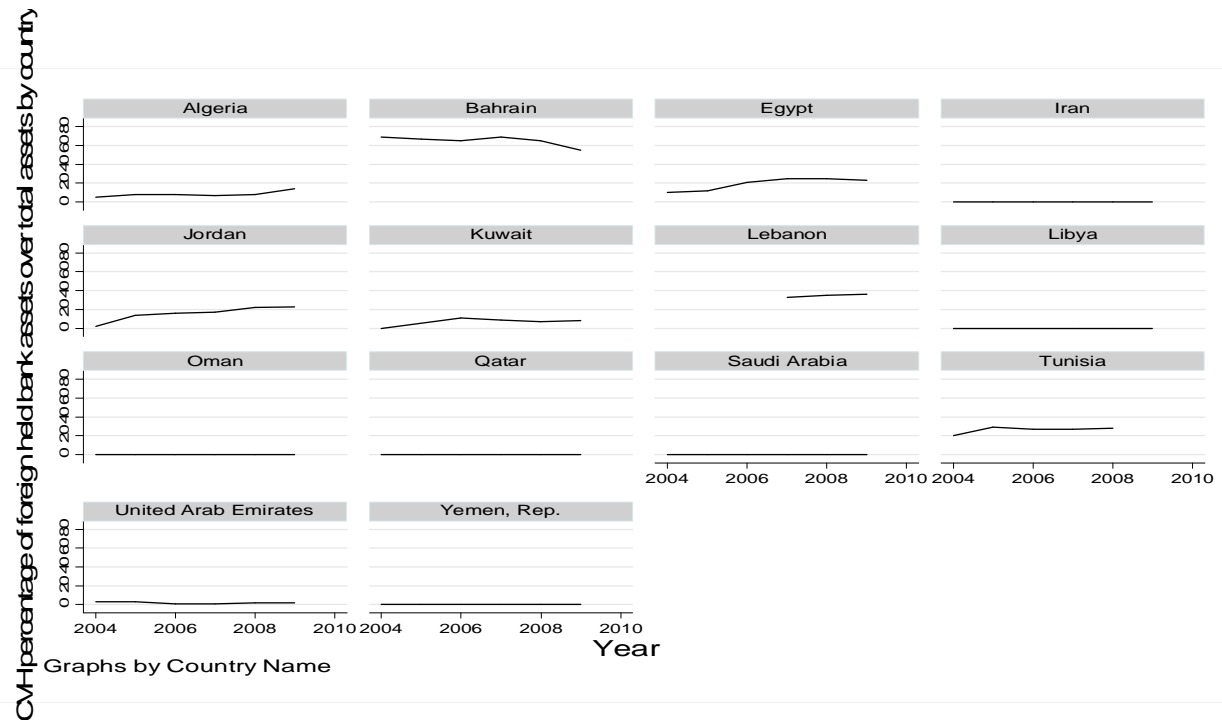 CVH percentage of foreign held bank assets over total assets by country
Algeria Bahrain Egypt Iran
0 20 40 60 80
Jordan Kuwait Lebanon Libya
0 20 40 60 80
Oman Qatar Saudi Arabia Tunisia
0 20 40 60 80
2004 2006 2008 2010 2004 2006 2008 2010
United Arab Emirates Yemen, Rep.
0 20 40 60 80
2004 2006 2008 2010 2004 2006 2008 2010
Year
Graphs by Country Name